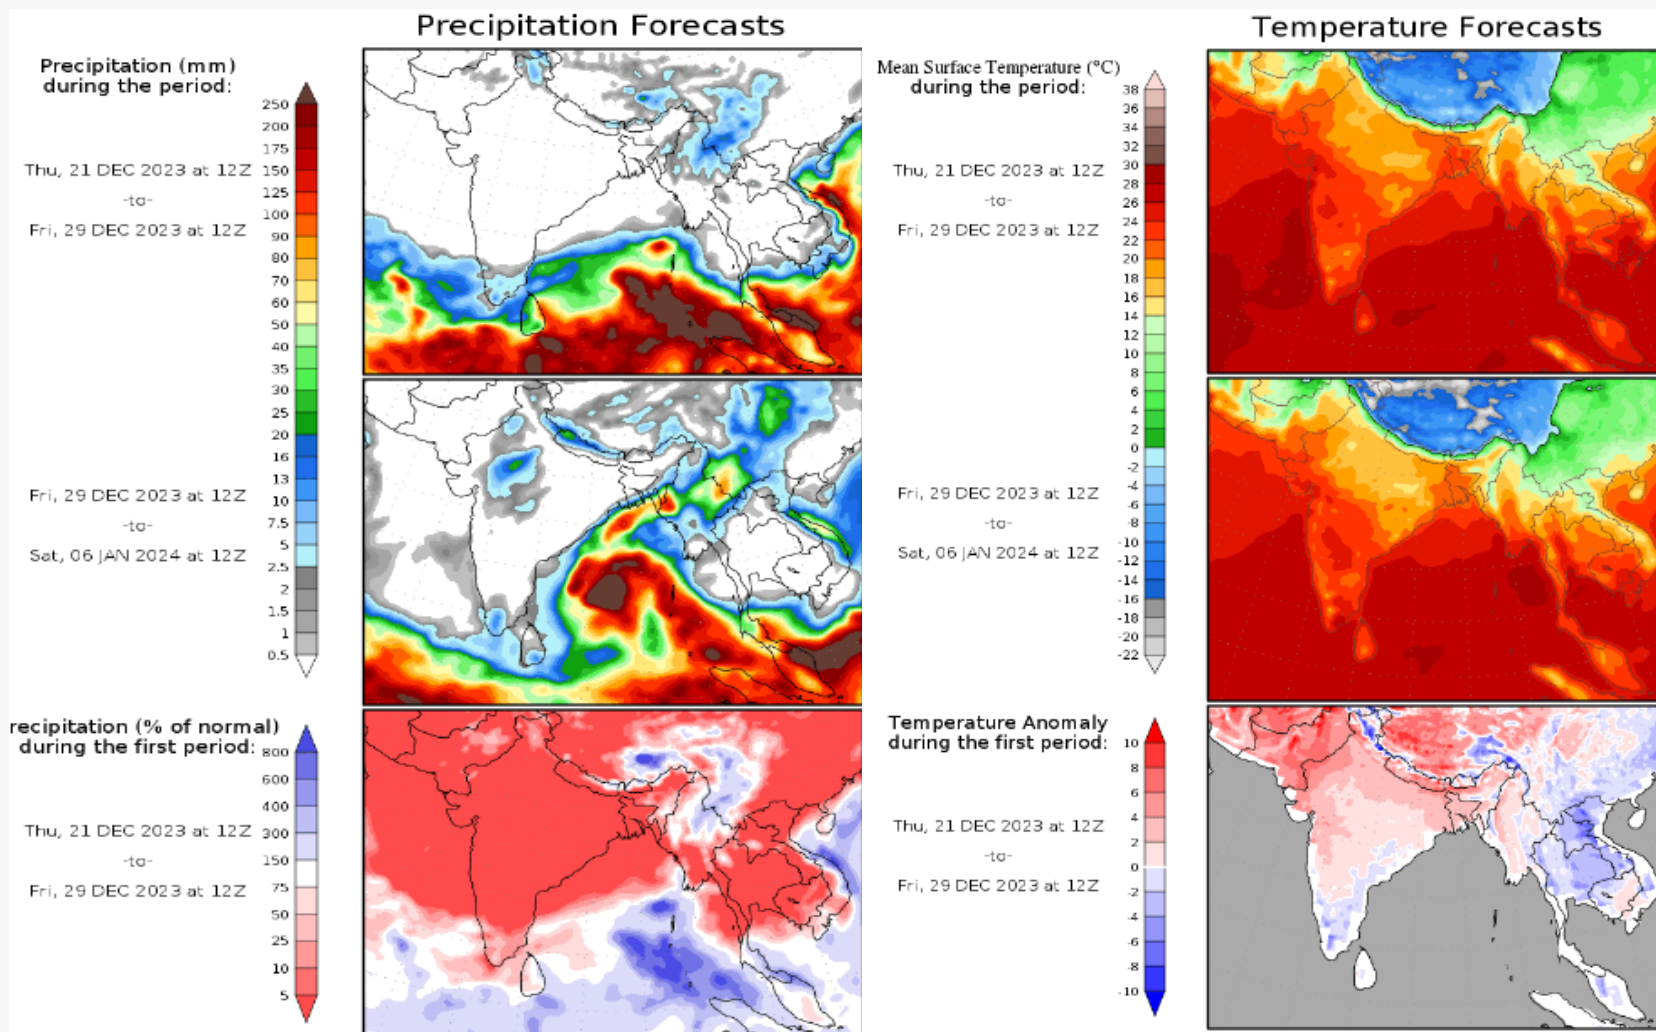 Precipitation Forecasts
Precipitation (mm)
during the period:
Thu, 21 DEC 2023 at 12Z
-to-
Fri, 29 DEC 2023 at 12Z
250
200
175
150
125
100
90
80
70
60
50
40
35
30
25
20
16
13
10
7.5
5
2.5
2
1.5
1
0.5
Fri, 29 DEC 2023 at 12Z
-to-
Sat, 06 JAN 2024 at 12Z
recipitation (% of normal)
during the first period:
Thu, 21 DEC 2023 at 12Z
-to-
Fri, 29 DEC 2023 at 12Z
800
600
400
300
150
75
50
25
10
5
Temperature Forecasts
Mean Surface Temperature (°C)
during the period:
Thu, 21 DEC 2023 at 12Z
-to-
Fri, 29 DEC 2023 at 12Z
38
36
34
32
30
28
26
24
22
20
18
16
14
12
10
8
6
4
2
0
-2
-4
-6
-8
-10
-12
-14
-16
-18
-20
-22
Fri, 29 DEC 2023 at 12Z
-to-
Sat, 06 JAN 2024 at 12Z
Temperature Anomaly
during the first period:
Thu, 21 DEC 2023 at 12Z
-to-
Fri, 29 DEC 2023 at 12Z
10
8
6
4
2
0
-2
-4
-6
-8
-10